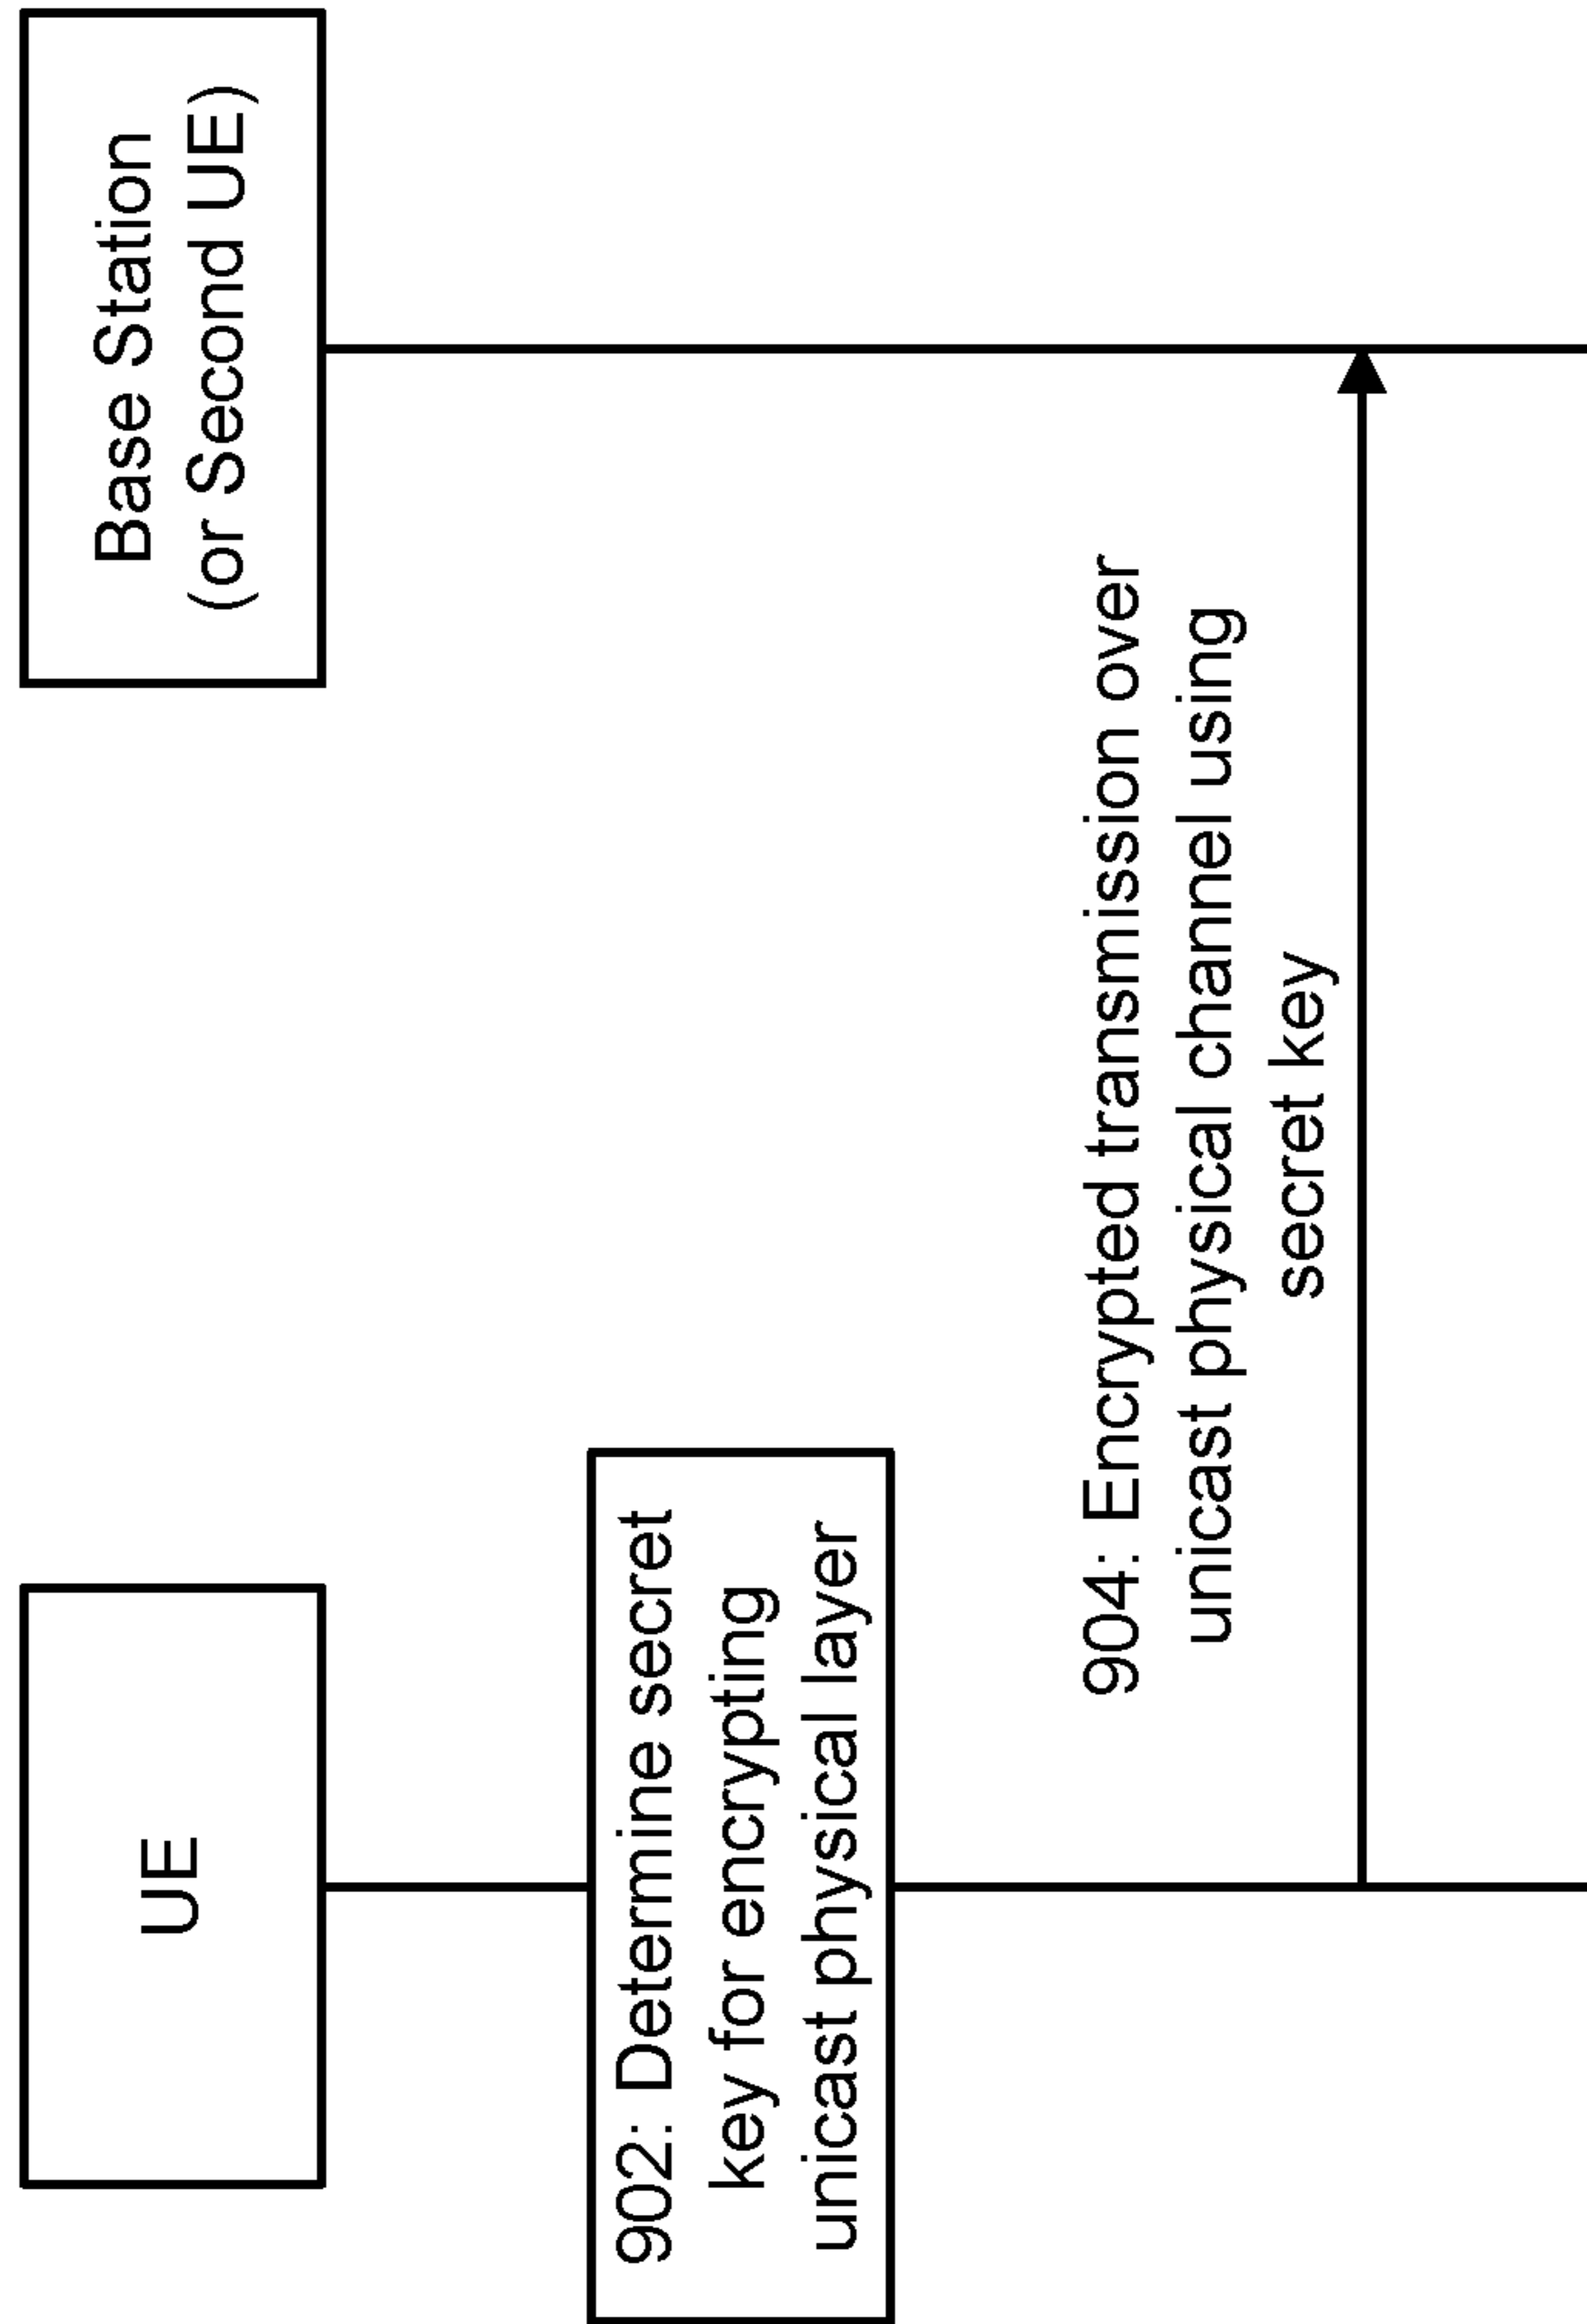 UE
Base Station
(or Second UE)
902: Determine secret
key for encrypting
unicast physical layer
904: Encrypted transmission over
unicast physical channel using
secret key